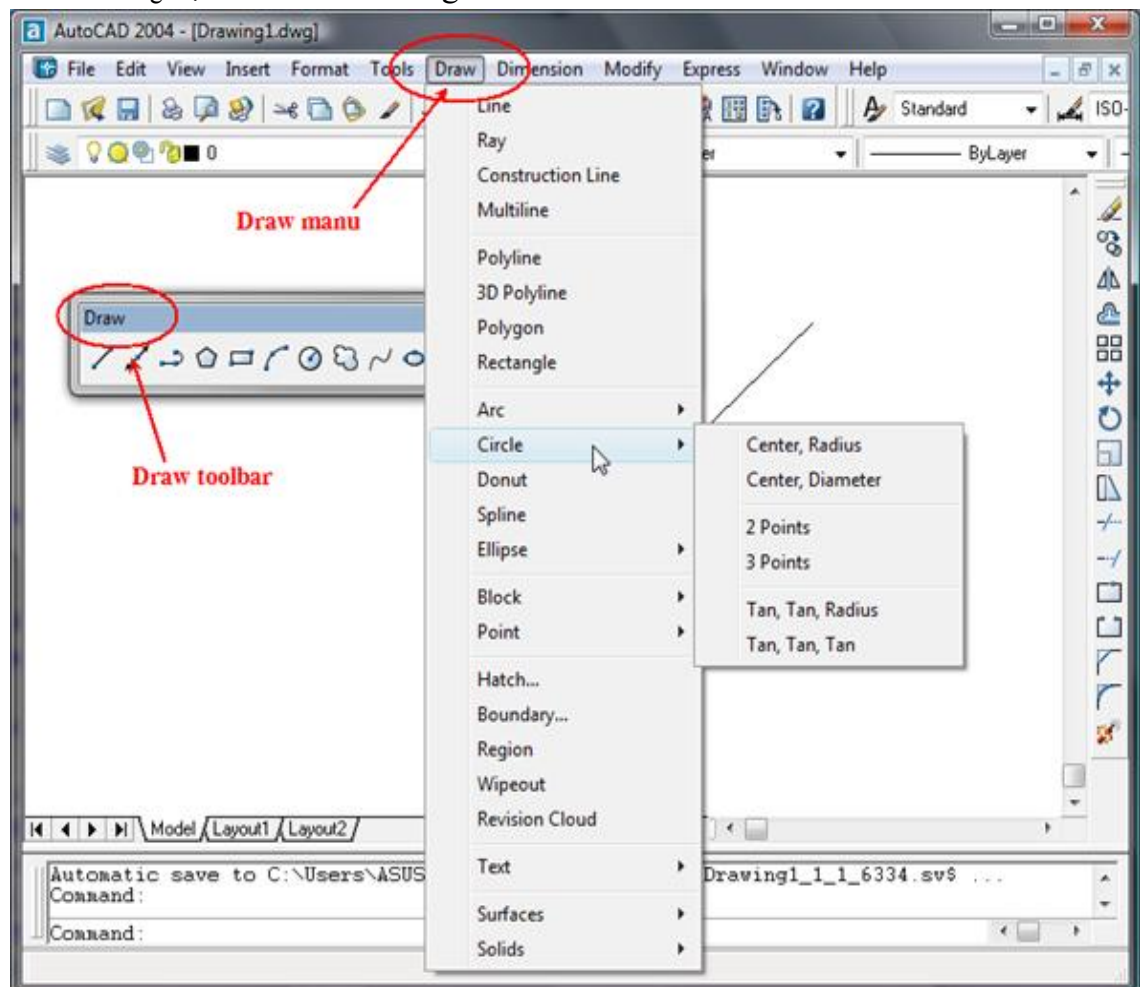 AutoCAD 2004 - [Drawing1.dwg]
File Edit View Insert Format Tools Draw Dimension Modify Express Window Help
Standard ISO-
0 ByLayer
Draw manu
Draw
Draw toolbar
Line
Ray
Construction Line
Multiline
Polyline
3D Polyline
Polygon
Rectangle
Arc
Circle
Donut
Spline
Ellipse
Block
Point
Hatch...
Boundary...
Region
Wipeout
Revision Cloud
Text
Surfaces
Solids
Center, Radius
Center, Diameter
2 Points
3 Points
Tan, Tan, Radius
Tan, Tan, Tan
Model Layout1 Layout2
Automatic save to C:\Users\ASUS Drawing1_1_1_6334.sv$ ...
Command:
Command: